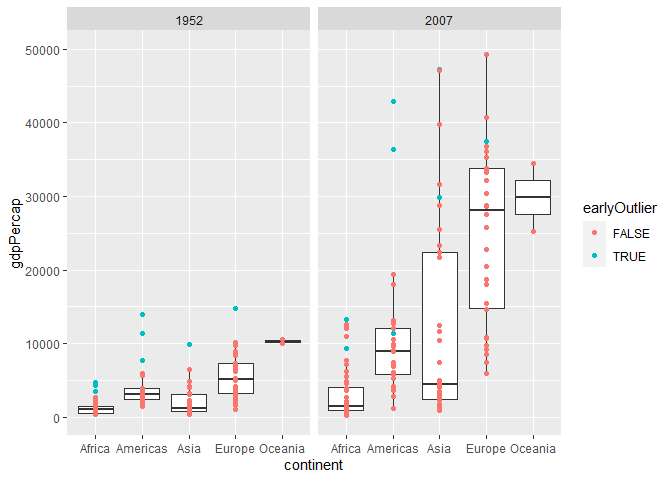 1952
2007
gdpPercap
50000
40000
30000
20000
10000
0
Africa Americas Asia Europe Oceania
Africa Americas Asia Europe Oceania
continent
earlyOutlier
FALSE
TRUE